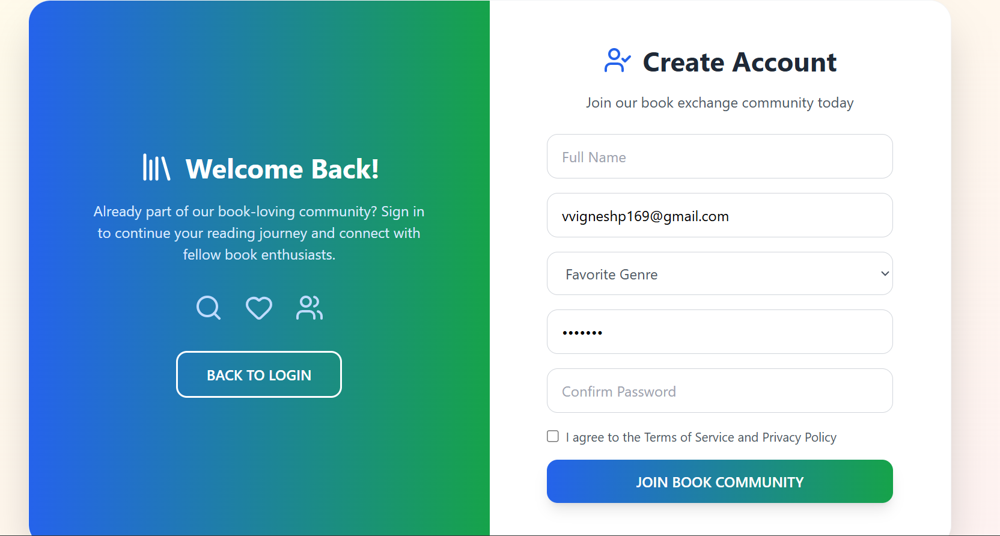 Welcome Back!
Already part of our book-loving community? Sign in
to continue your reading journey and connect with
fellow book enthusiasts.
BACK TO LOGIN
Create Account
Join our book exchange community today
Full Name
vvigneshp169@gmail.com
Favorite Genre
•••••••
Confirm Password
I agree to the Terms of Service and Privacy Policy
JOIN BOOK COMMUNITY